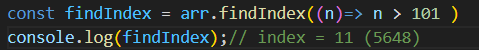 const findIndex = arr.findIndex((n)=> n > 101 )
console.log(findIndex);// index = 11 (5648)